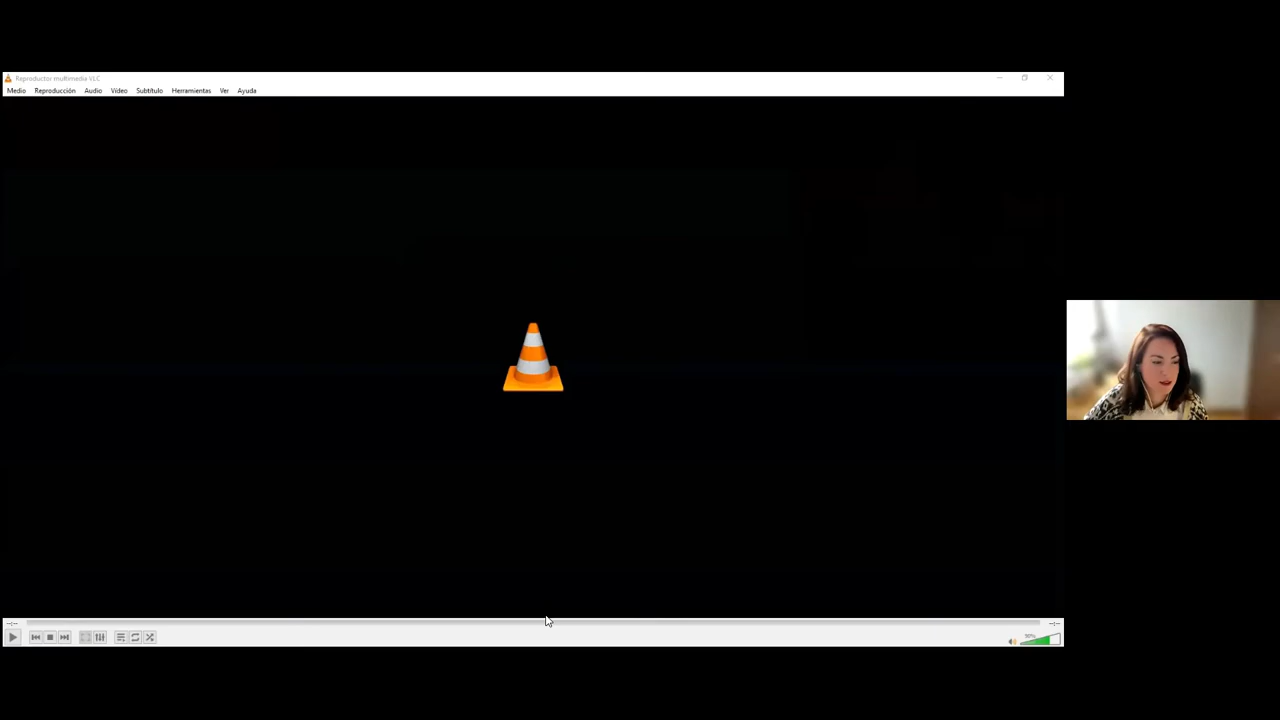 Reproductor multimedia VLC
Medio Reproducción Audio Vídeo Subtítulo Herramientas Ver Ayuda
--:-- --:--